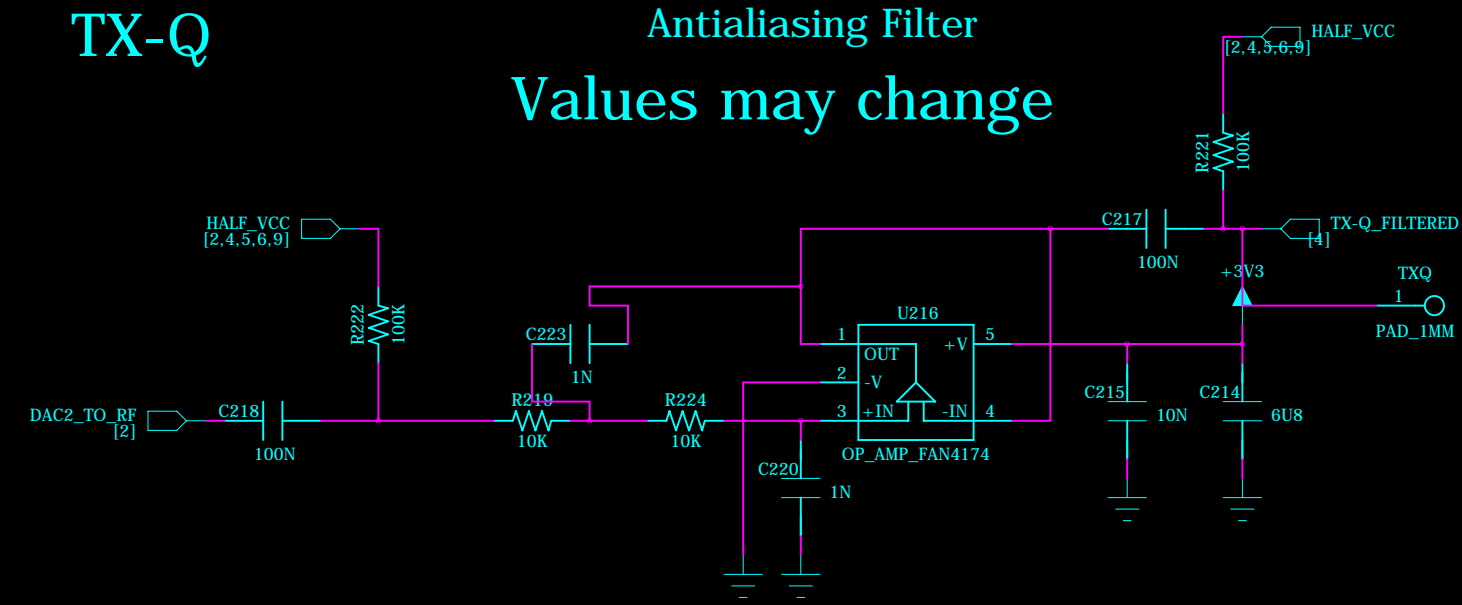 TX-Q
Antialiasing Filter
Values may change
HALF_VCC
[2,4,5,6,9]
R221
100K
HALF_VCC
[2,4,5,6,9]
C217
100N
TX-Q_FILTERED
[4]
+3V3
TXQ
1
PAD_1MM
R222
100K
C223
1N
U216
1
OUT
+V
5
2
-V
3
+IN
-IN
4
OP_AMP_FAN4174
DAC2_TO_RF
[2]
C218
100N
R219
10K
R224
10K
C215
10N
C214
6U8
C220
1N